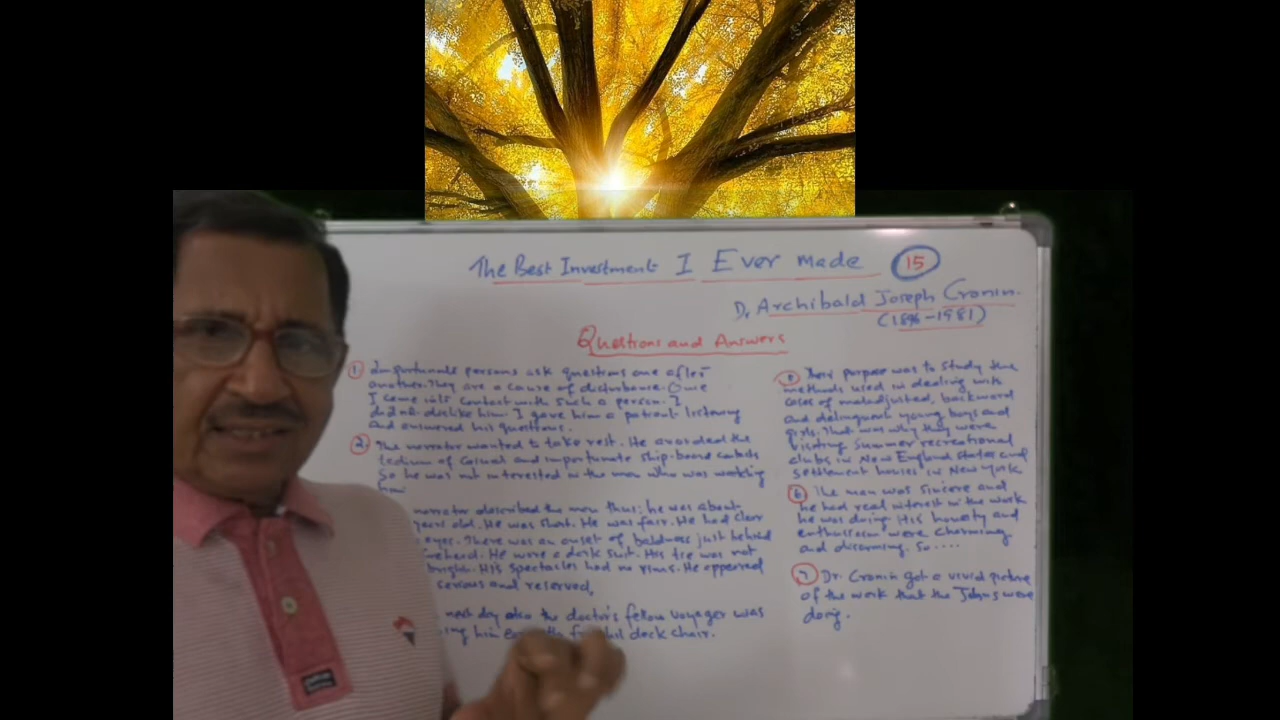 The Best Investment I Ever made 15
Dr Archibald Joseph Cronin.
(1896-1981)
Questions and Answers
1 Importunate persons ask questions one after
another. They are a cause of disturbance. Once
I came into contact with such a person. I
did not dislike him. I gave him a patient listening
and answered his questions.
2 The narrator wanted to take rest. He avoided the
tedium of casual and importunate ship-board contacts
So he was not interested in the man who was watching
him
narrator described the man thus: he was about
years old. He was short. He was fair. He had clear
eyes. There was an onset of baldness just behind
forehead. He wore a dark suit. His tie was not
bright. His spectacles had no rims. He appeared
serious and reserved.
next day also the doctor's fellow voyager was
him deck chair.
Their purpose was to study the
methods used in dealing with
cases of maladjusted, backward
and delinquent young boys and
girls. That was why they were
visiting summer recreational
clubs in New England States and
settlement houses in New York
6 The man was sincere and
he had real interest in the work
he was doing. His honesty and
enthusiasm were charming
and disarming. So ....
7 Dr. Cronin got a vivid picture
of the work that the Johns were
doing.